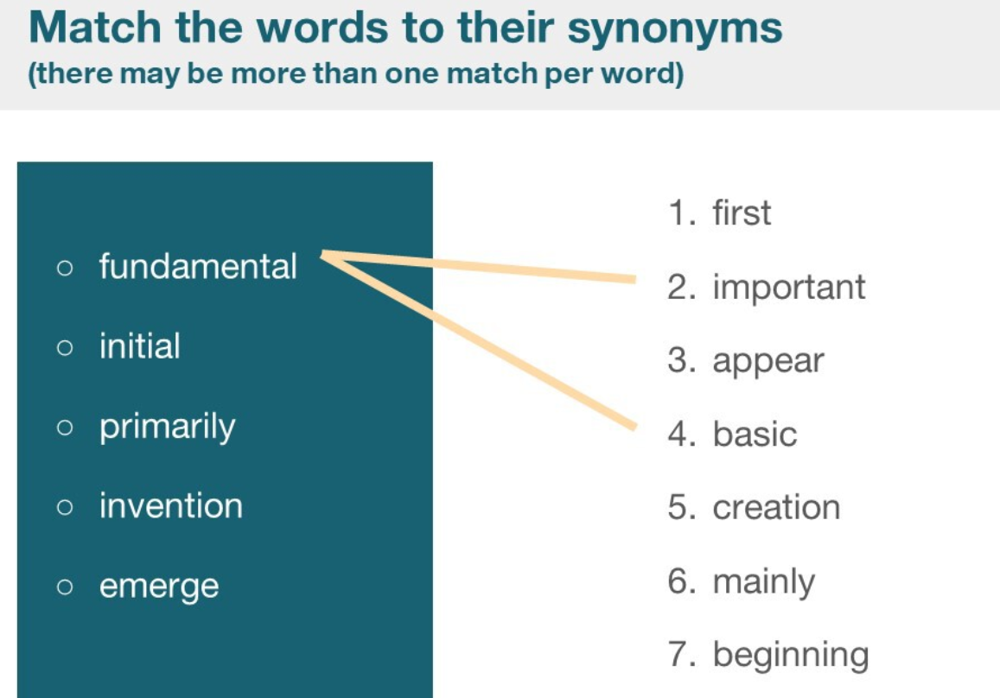 Match the words to their synonyms
(there may be more than one match per word)
fundamental
initial
primarily
invention
emerge
1. first
2. important
3. appear
4. basic
5. creation
6. mainly
7. beginning